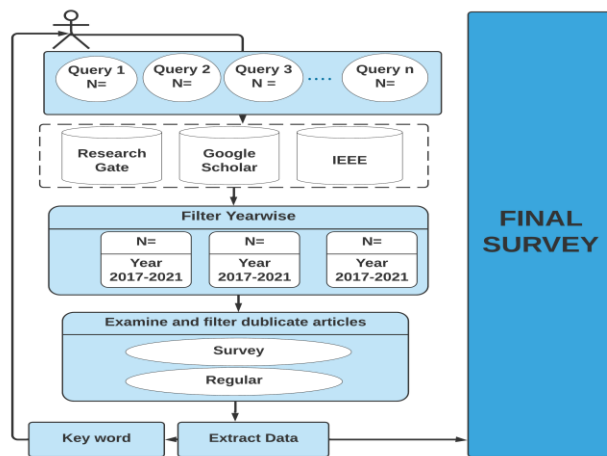 Query 1
N=
Query 2
N=
Query 3
N =
....
Query n
N=
Research
Gate
Google
Scholar
IEEE
Filter Yearwise
N=
Year
2017-2021
N=
Year
2017-2021
N=
Year
2017-2021
Examine and filter dublicate articles
Survey
Regular
Key word
Extract Data
FINAL
SURVEY